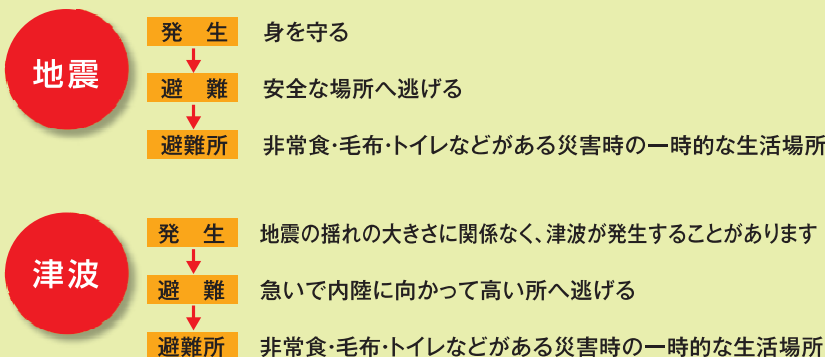 地震
発 生 身を守る
避 難 安全な場所へ逃げる
避難所 非常食・毛布・トイレなどがある災害時の一時的な生活場所
津波
発 生 地震の揺れの大きさに関係なく、津波が発生することがあります
避 難 急いで内陸に向かって高い所へ逃げる
避難所 非常食・毛布・トイレなどがある災害時の一時的な生活場所